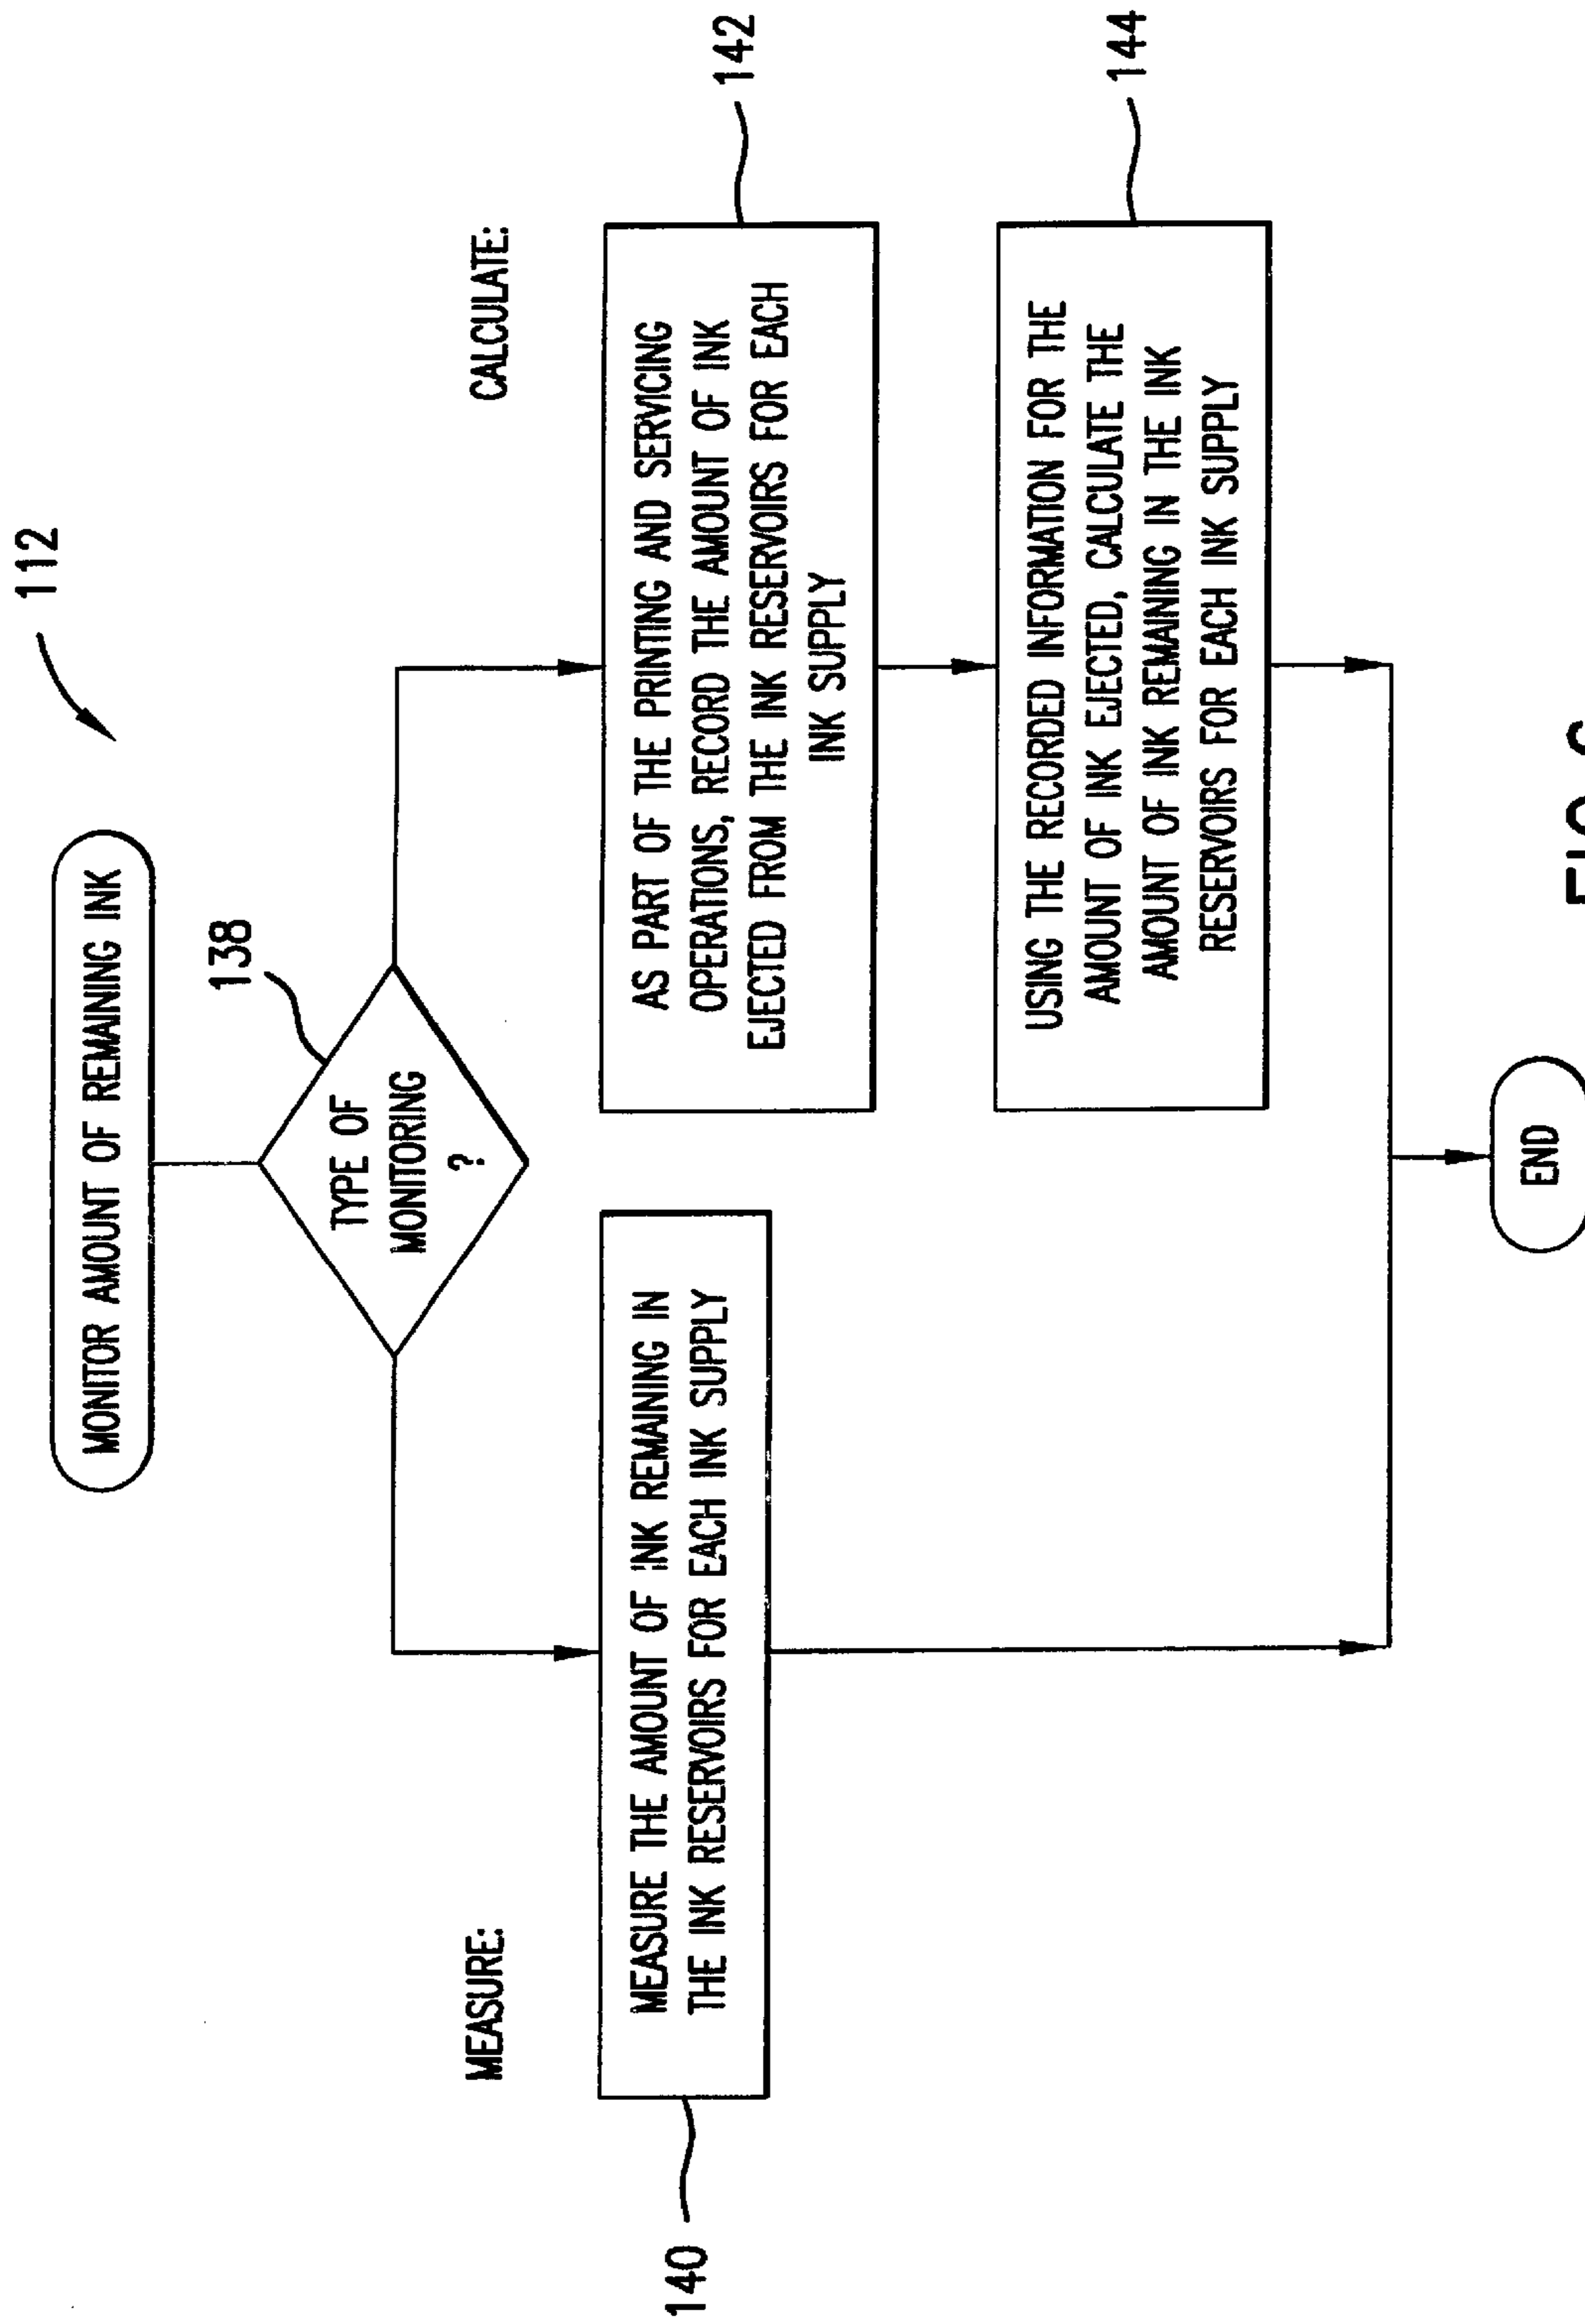 112
MONITOR AMOUNT OF REMAINING INK
138
TYPE OF
MONITORING
?
MEASURE:
CALCULATE:
140
MEASURE THE AMOUNT OF INK REMAINING IN
THE INK RESERVOIRS FOR EACH INK SUPPLY
AS PART OF THE PRINTING AND SERVICING
OPERATIONS, RECORD THE AMOUNT OF INK
EJECTED FROM THE INK RESERVOIRS FOR EACH
INK SUPPLY
142
USING THE RECORDED INFORMATION FOR THE
AMOUNT OF INK EJECTED, CALCULATE THE
AMOUNT OF INK REMAINING IN THE INK
RESERVOIRS FOR EACH INK SUPPLY
144
END